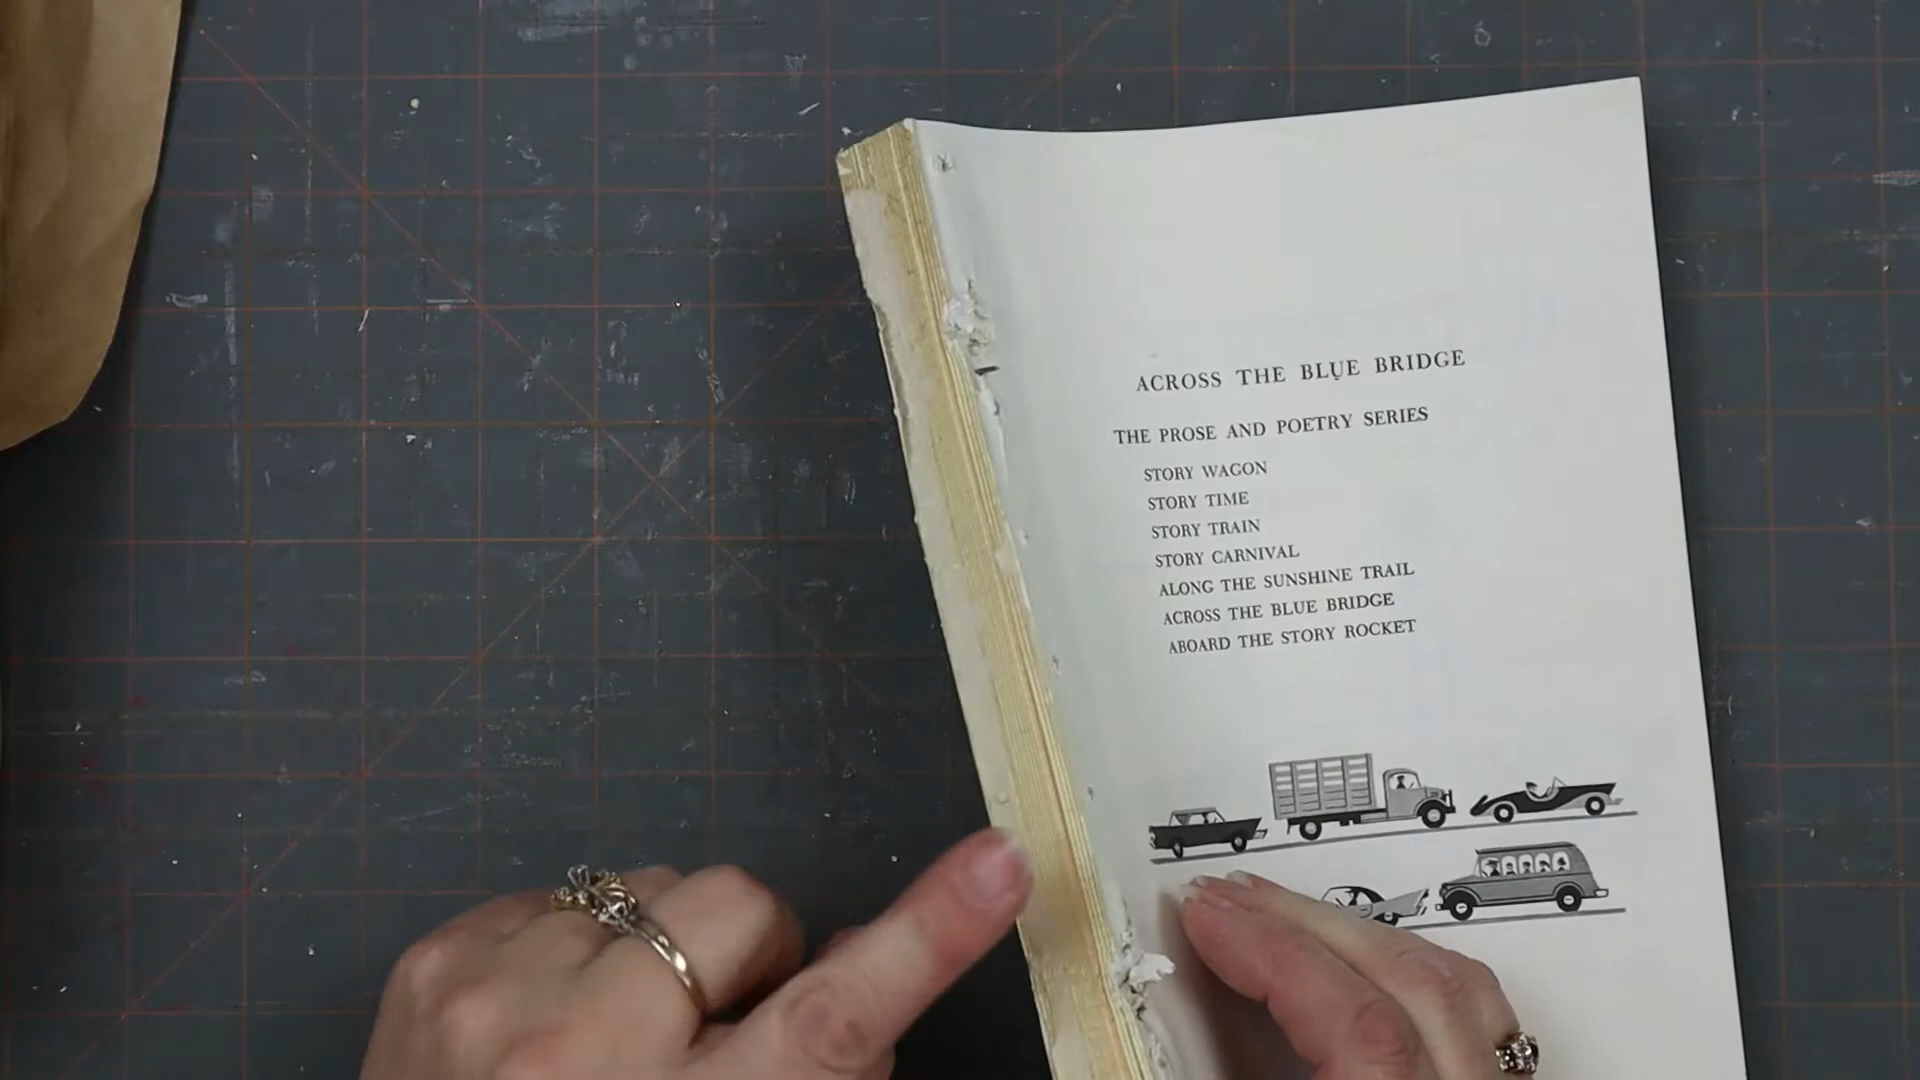 ACROSS THE BLUE BRIDGE
THE PROSE AND POETRY SERIES
STORY WAGON
STORY TIME
STORY TRAIN
STORY CARNIVAL
ALONG THE SUNSHINE TRAIL
ACROSS THE BLUE BRIDGE
ABOARD THE STORY ROCKET